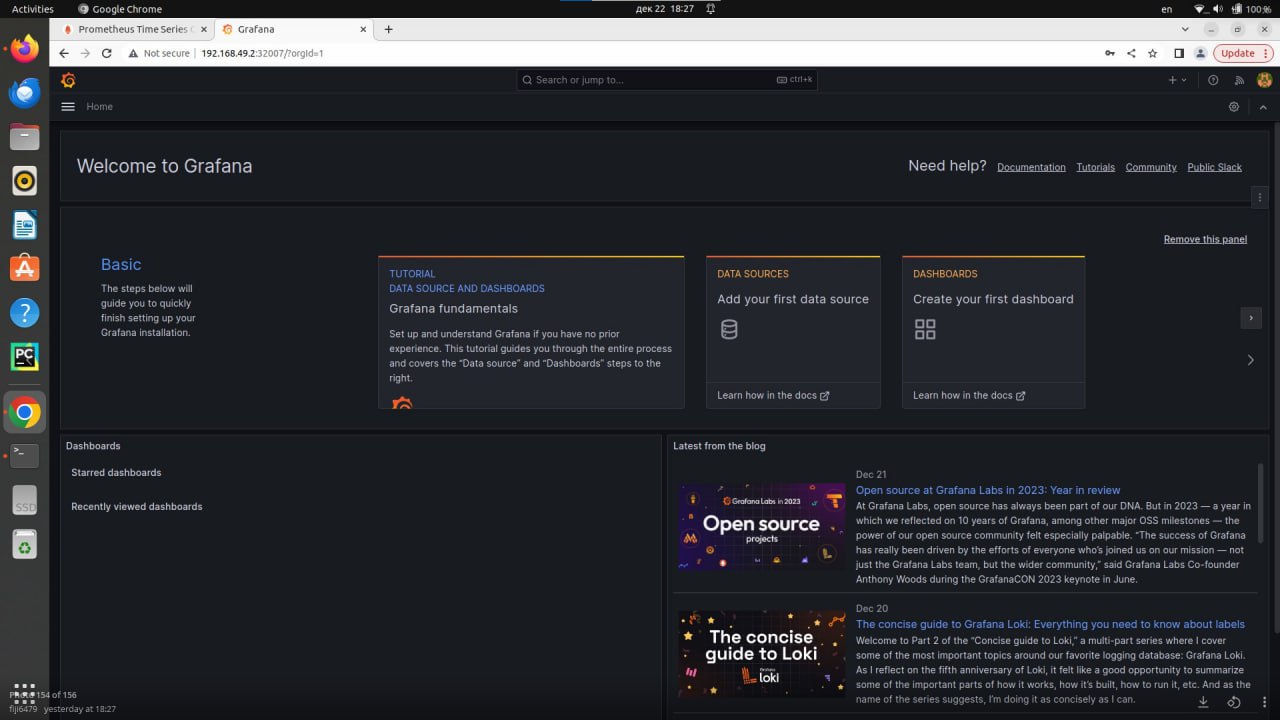 Activities
Google Chrome
дек 22 18:27
en
100 %
Prometheus Time Series C
Grafana
Not secure
192.168.49.2:32007/?orgId=1
Update
Search or jump to...
ctrl+k
Home
Welcome to Grafana
Need help?
Documentation
Tutorials
Community
Public Slack
Remove this panel
Basic
The steps below will
guide you to quickly
finish setting up your
Grafana installation.
TUTORIAL
DATA SOURCE AND DASHBOARDS
Grafana fundamentals
Set up and understand Grafana if you have no prior
experience. This tutorial guides you through the entire process
and covers the “Data source” and “Dashboards” steps to the
right.
DATA SOURCES
Add your first data source
Learn how in the docs
DASHBOARDS
Create your first dashboard
Learn how in the docs
Dashboards
Starred dashboards
Recently viewed dashboards
Latest from the blog
Dec 21
Open source at Grafana Labs in 2023: Year in review
At Grafana Labs, open source has always been part of our DNA. But in 2023 — a year in
which we reflected on 10 years of Grafana, among other major OSS milestones — the
power of our open source community felt especially palpable. “The success of Grafana
has really been driven by the efforts of everyone who’s joined us on our mission — not
just the Grafana Labs team, but the wider community,” said Grafana Labs Co-founder
Anthony Woods during the GrafanaCON 2023 keynote in June.
Grafana Labs in 2023
Open source
projects
Dec 20
The concise guide to Grafana Loki: Everything you need to know about labels
Welcome to Part 2 of the “Concise guide to Loki,” a multi-part series where I cover
some of the most important topics around our favorite logging database: Grafana Loki.
As I reflect on the fifth anniversary of Loki, it felt like a good opportunity to summarize
some of the important parts of how it works, how it’s built, how to run it, etc. And as the
name of the series suggests, I’m doing it as concisely as I can.
The concise
guide to Loki
Grafana
loki
PC
SSD
Photo 154 of 156
fiji6479 yesterday at 18:27